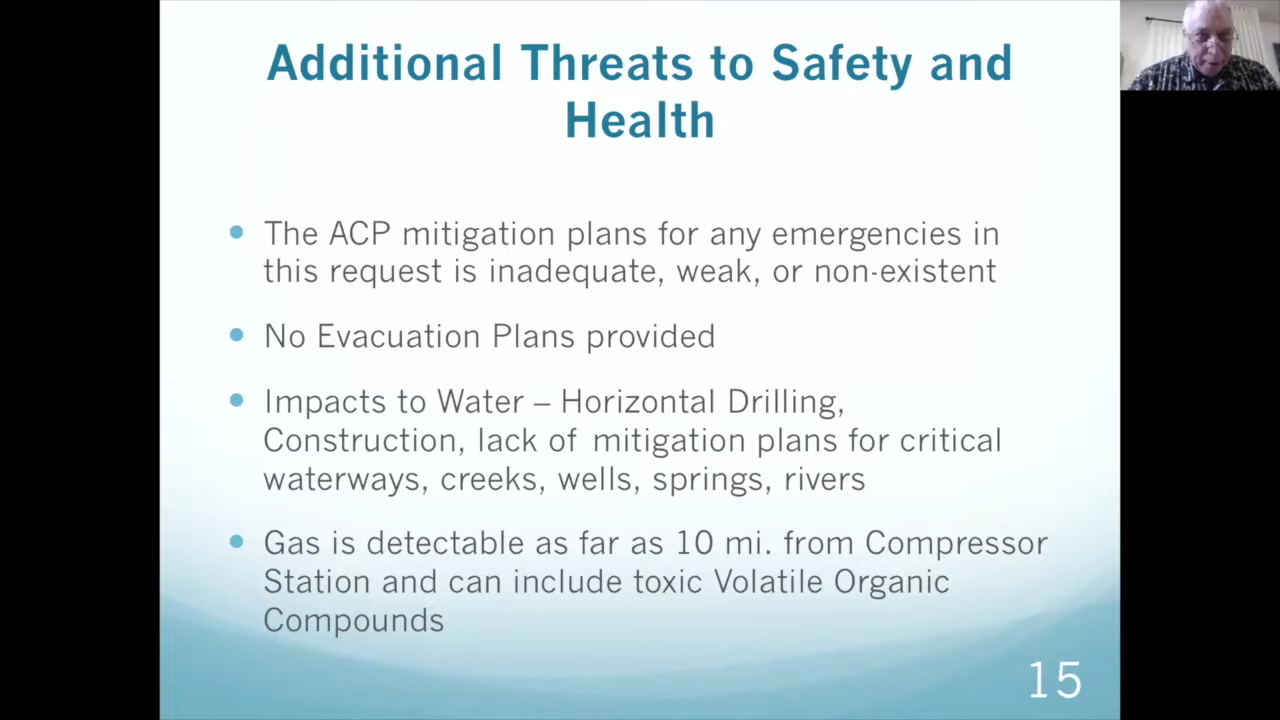 Additional Threats to Safety and
Health
• The ACP mitigation plans for any emergencies in
this request is inadequate, weak, or non-existent
• No Evacuation Plans provided
• Impacts to Water – Horizontal Drilling,
Construction, lack of mitigation plans for critical
waterways, creeks, wells, springs, rivers
• Gas is detectable as far as 10 mi. from Compressor
Station and can include toxic Volatile Organic
Compounds
15